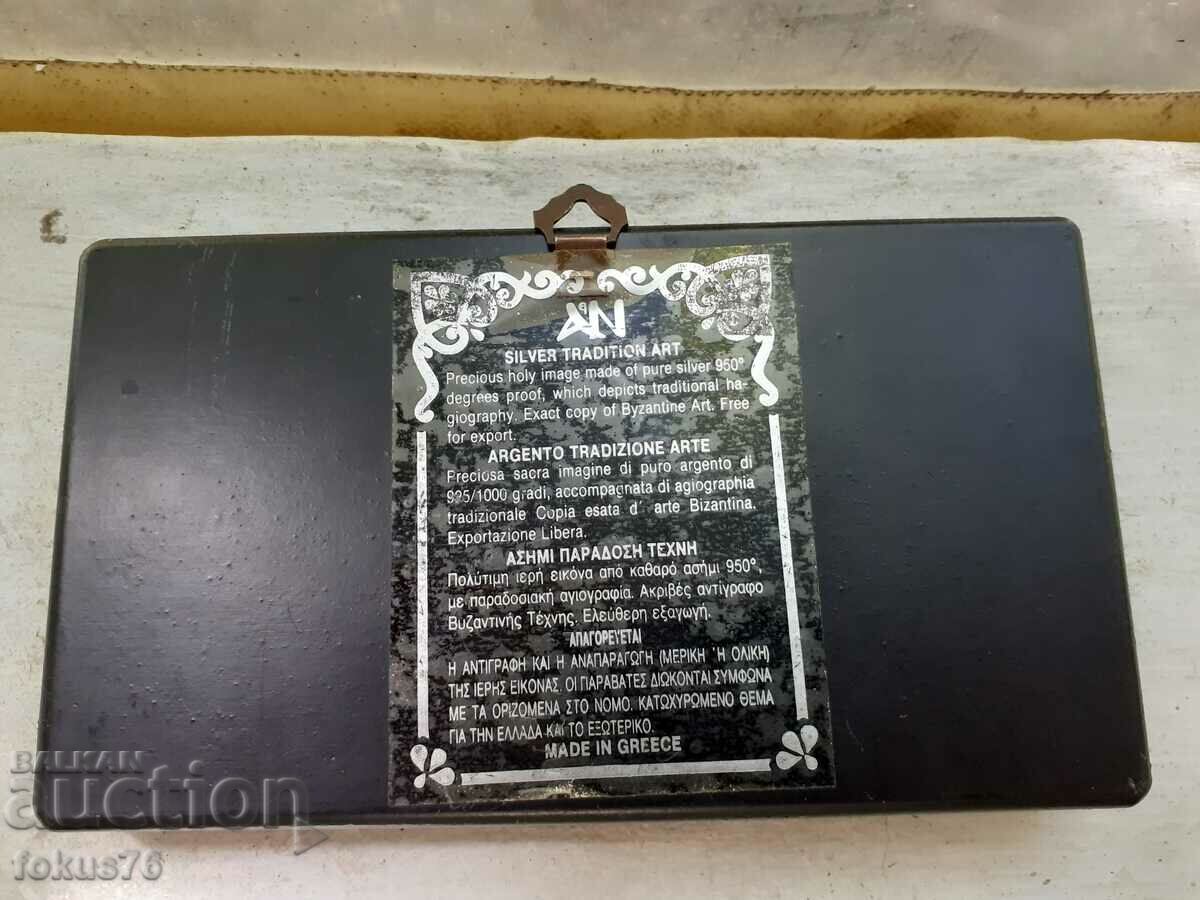 AN
SILVER TRADITION ART
Precious holy image made of pure silver 950°
degrees proof, which depicts traditional ha-
giography. Exact copy of Byzantine Art. Free
for export.
ARGENTO TRADIZIONE ARTE
Preciosa sacra imagine di puro argento di
925/1000 gradi, accompagnata di agiographia
tradizionale Copia esata d' arte Bizantina.
Exportazione Libera.
ΑΣΗΜΙ ΠΑΡΑΔΟΣΗ ΤΕΧΝΗ
Πολύτιμη ιερή εικόνα από καθαρό ασήμι 950°,
με παραδοσιακή αγιογραφία. Ακριβές αντίγραφο
Βυζαντινής Τέχνης. Ελεύθερη εξαγωγή.
ΑΠΑΓΟΡΕΥΕΤΑΙ
Η ΑΝΤΙΓΡΑΦΗ ΚΑΙ Η ΑΝΑΠΑΡΑΓΩΓΗ (ΜΕΡΙΚΗ Ή ΟΛΙΚΗ)
ΤΗΣ ΙΕΡΗΣ ΕΙΚΟΝΑΣ. ΟΙ ΠΑΡΑΒΑΤΕΣ ΔΙΩΚΟΝΤΑΙ ΣΥΜΦΩΝΑ
ΜΕ ΤΑ ΟΡΙΖΟΜΕΝΑ ΣΤΟ ΝΟΜΟ. ΚΑΤΩΧΥΡΩΜΕΝΟ ΘΕΜΑ
ΓΙΑ ΤΗΝ ΕΛΛΑΔΑ ΚΑΙ ΤΟ ΕΞΩΤΕΡΙΚΟ.
MADE IN GREECE
BALKAN
auction
fokus76